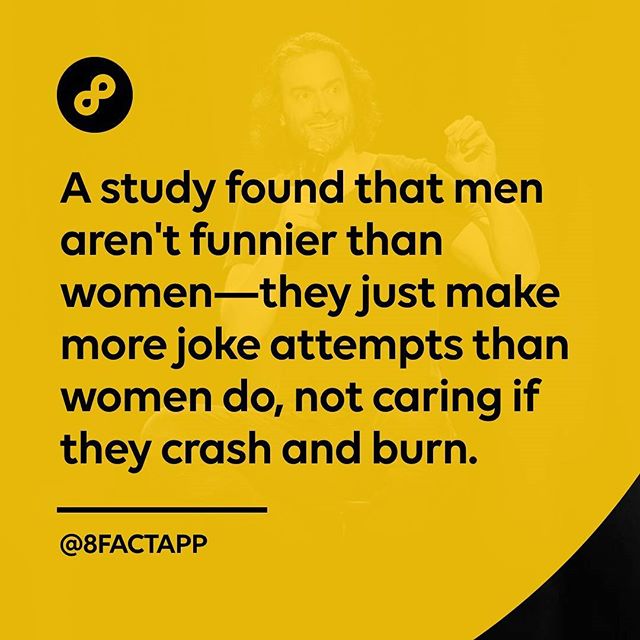 A study found that men
aren't funnier than
women—they just make
more joke attempts than
women do, not caring if
they crash and burn.
@8FACTAPP